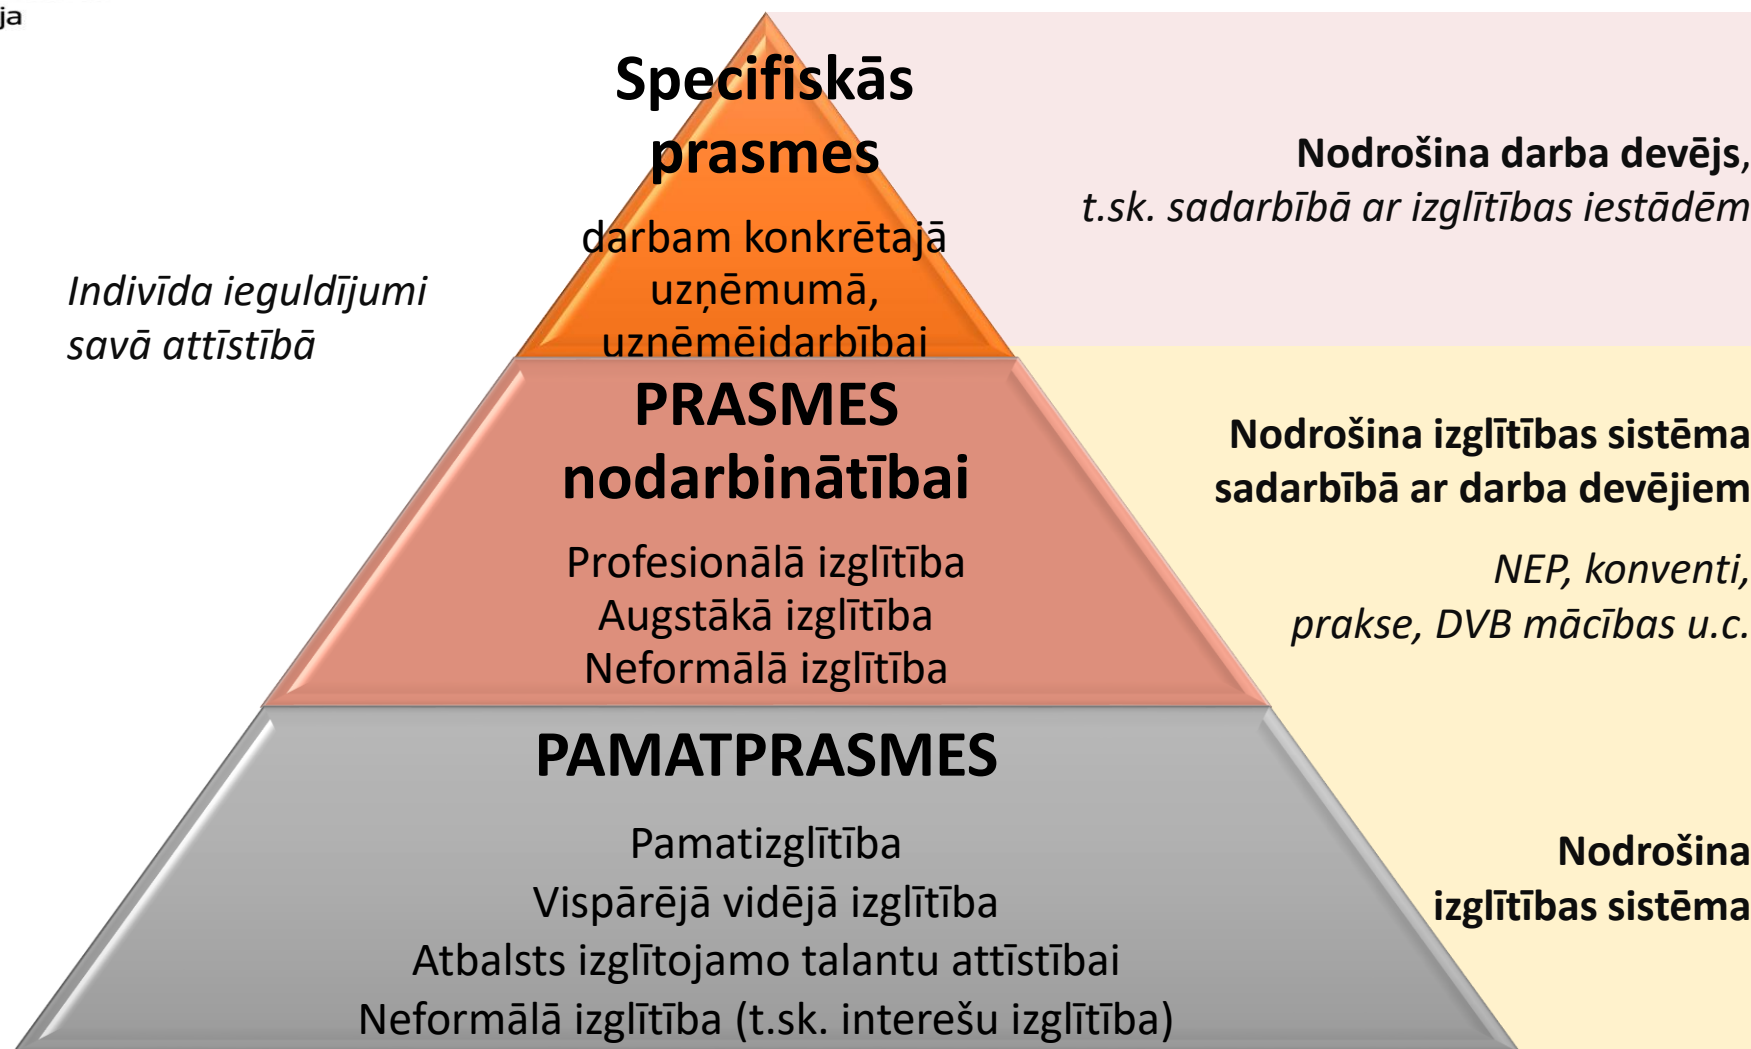 ja
Specifiskās
prasmes
darbam konkrētajā
uzņēmumā,
uzņēmējdarbībai
Nodrošina darba devējs,
t.sk. sadarbībā ar izglītības iestādēm
Indivīda ieguldījumi
savā attīstībā
PRASMES
nodarbinātībai
Profesionālā izglītība
Augstākā izglītība
Neformālā izglītība
Nodrošina izglītības sistēma
sadarbībā ar darba devējiem
NEP, konventi,
prakse, DVB mācības u.c.
PAMATPRASMES
Pamatizglītība
Vispārējā vidējā izglītība
Atbalsts izglītojamo talantu attīstībai
Neformālā izglītība (t.sk. interešu izglītība)
Nodrošina
izglītības sistēma